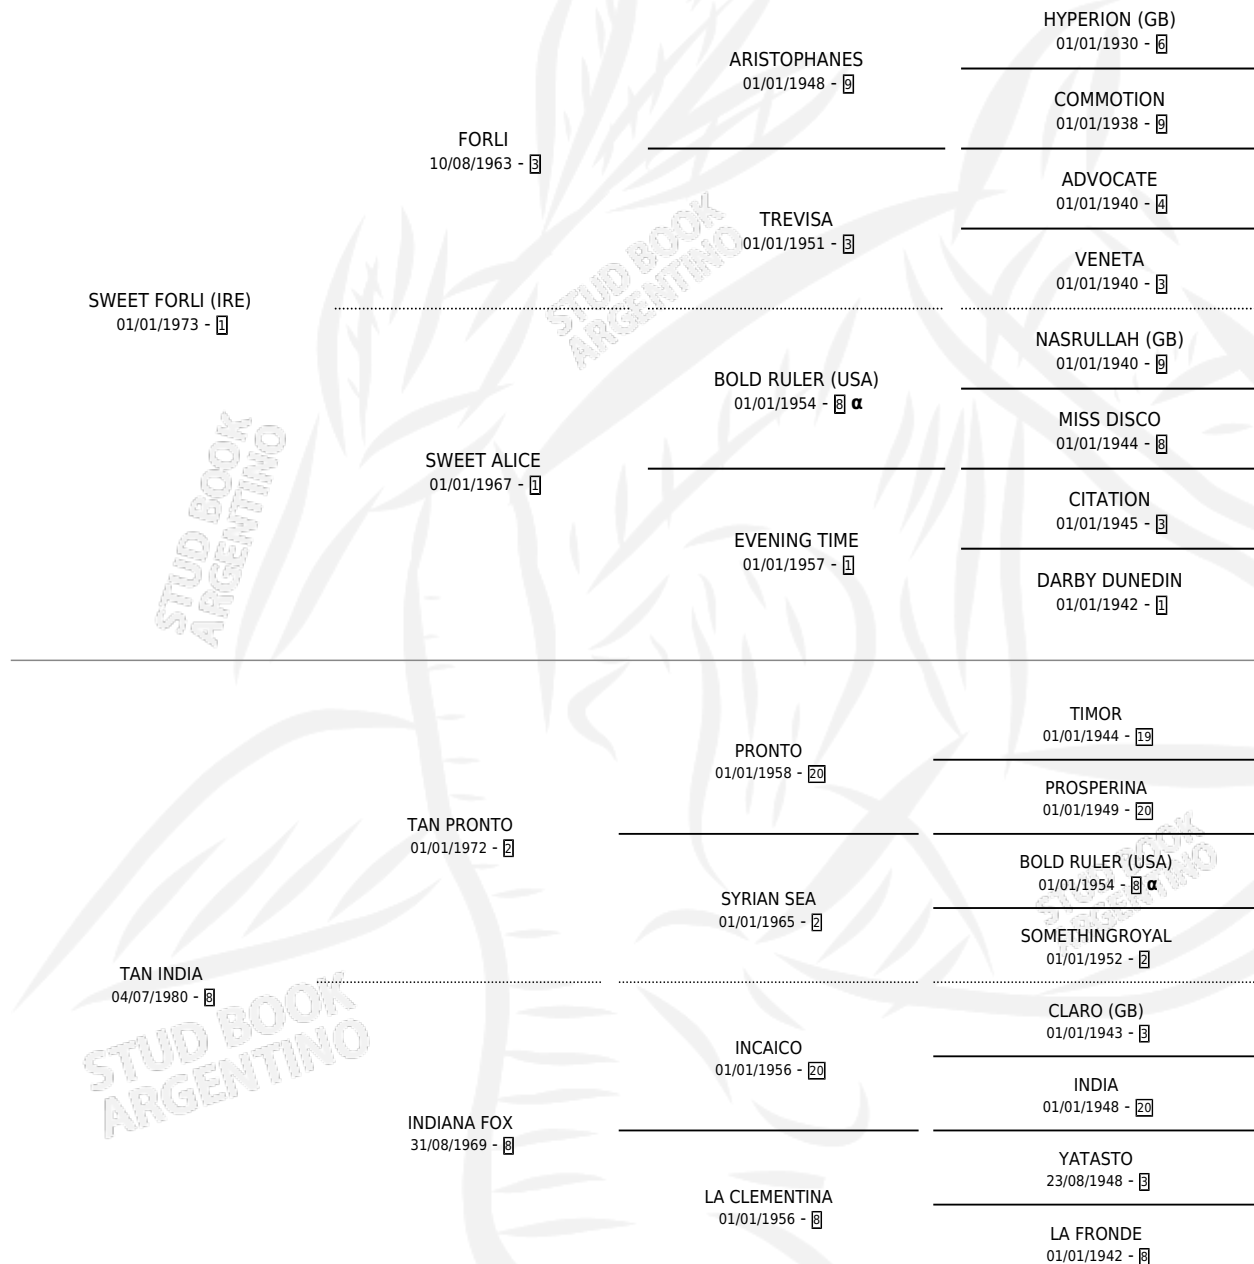 HYPERION (GB)
01/01/1930 - 6
ARISTOPHANES
01/01/1948 - 9
COMMOTION
01/01/1938 - 9
FORLI
10/08/1963 - 3
ADVOCATE
01/01/1940 - 4
TREVISA
01/01/1951 - 3
VENETA
01/01/1940 - 3
SWEET FORLI (IRE)
01/01/1973 - 1
NASRULLAH (GB)
01/01/1940 - 9
BOLD RULER (USA)
01/01/1954 - 8 α
MISS DISCO
01/01/1944 - 8
SWEET ALICE
01/01/1967 - 1
CITATION
01/01/1945 - 3
EVENING TIME
01/01/1957 - 1
DARBY DUNEDIN
01/01/1942 - 1
STUD BOOK
ARGENTINO
STUD BOOK
ARGENTINO
TIMOR
01/01/1944 - 19
PRONTO
01/01/1958 - 20
PROSPERINA
01/01/1949 - 20
TAN PRONTO
01/01/1972 - 2
BOLD RULER (USA)
01/01/1954 - 8 α
SYRIAN SEA
01/01/1965 - 2
SOMETHINGROYAL
01/01/1952 - 2
TAN INDIA
04/07/1980 - 8
CLARO (GB)
01/01/1943 - 3
INCAICO
01/01/1956 - 20
INDIA
01/01/1948 - 20
INDIANA FOX
31/08/1969 - 8
YATASTO
23/08/1948 - 3
LA CLEMENTINA
01/01/1956 - 8
LA FRONDE
01/01/1942 - 8
STUD BOOK
ARGENTINO
STUD BOOK
ARGENTINO